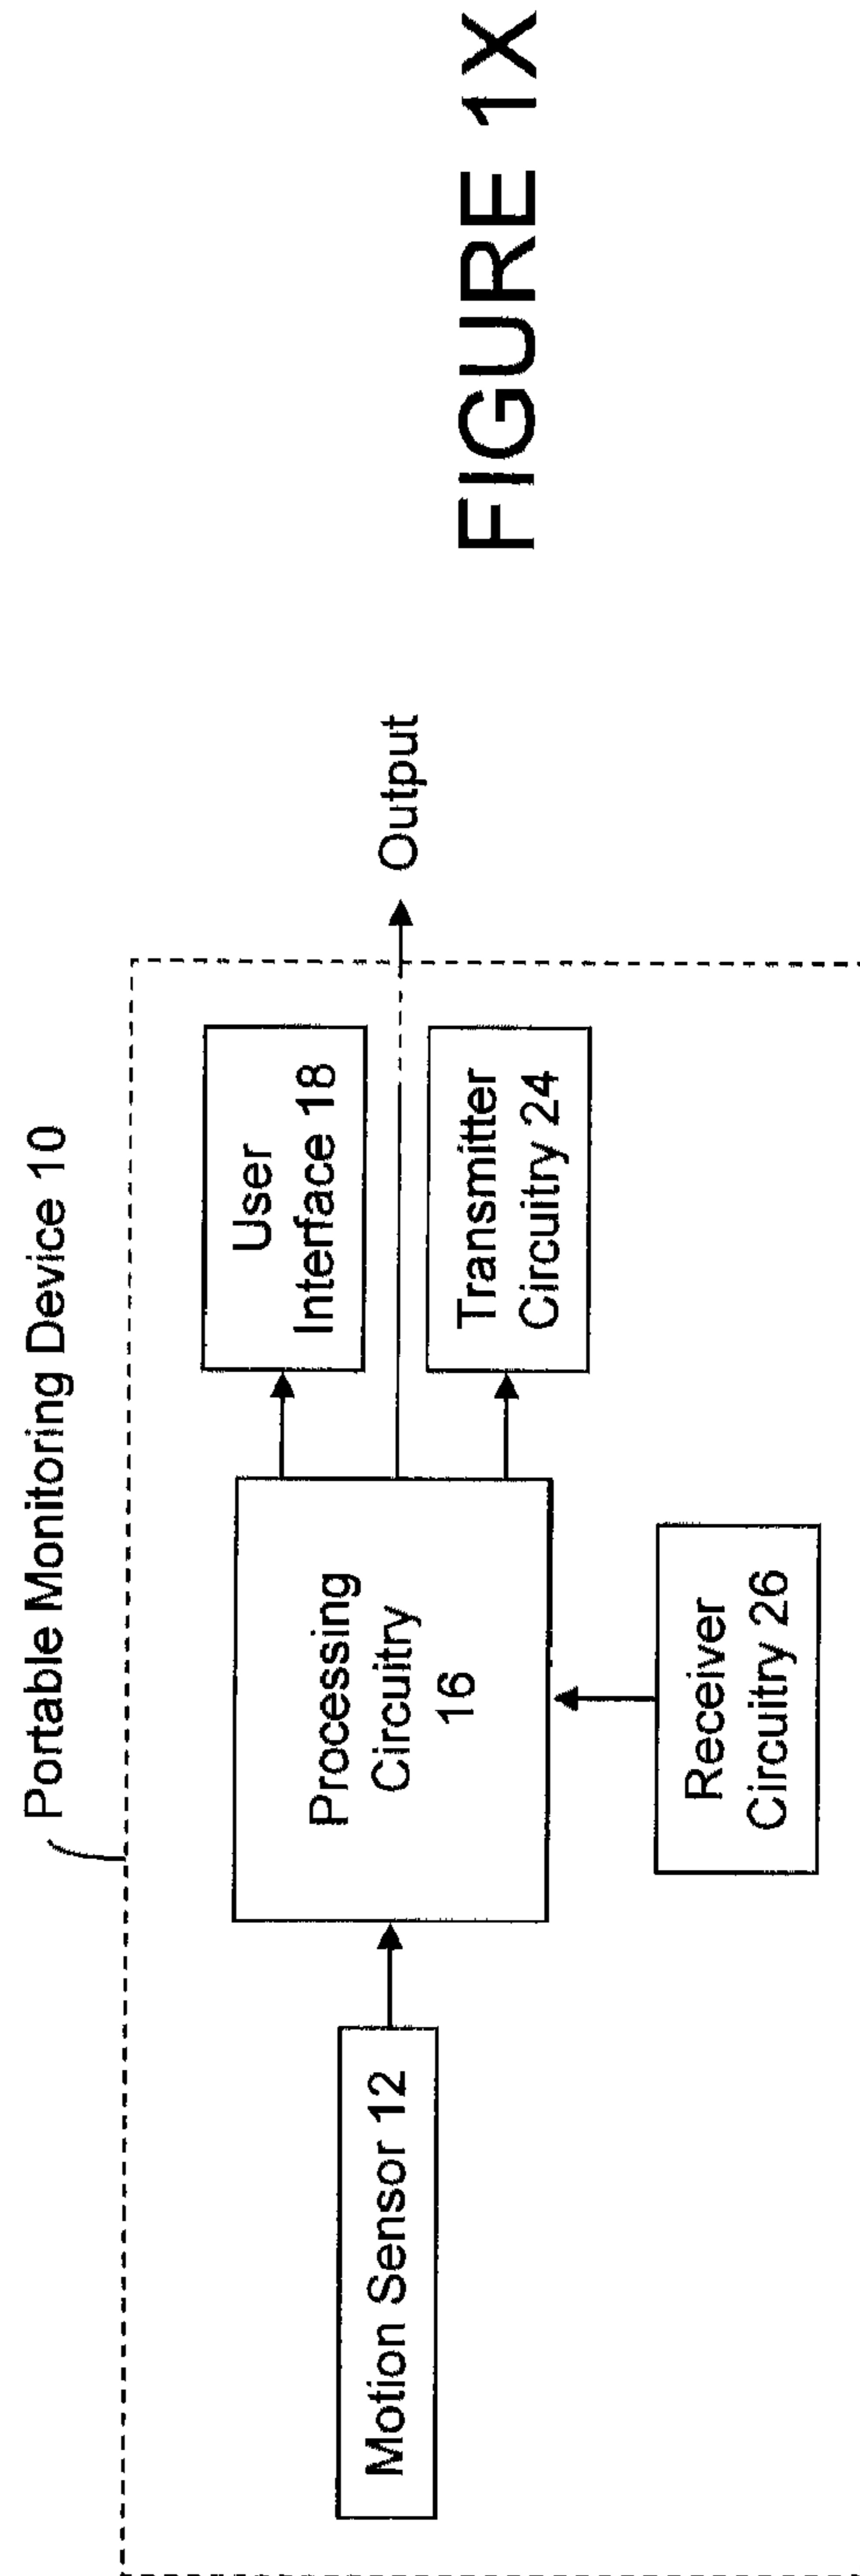 Portable Monitoring Device 10
Motion Sensor 12
Processing
Circuitry
16
User
Interface 18
Output
Transmitter
Circuitry 24
Receiver
Circuitry 26
FIGURE 1X